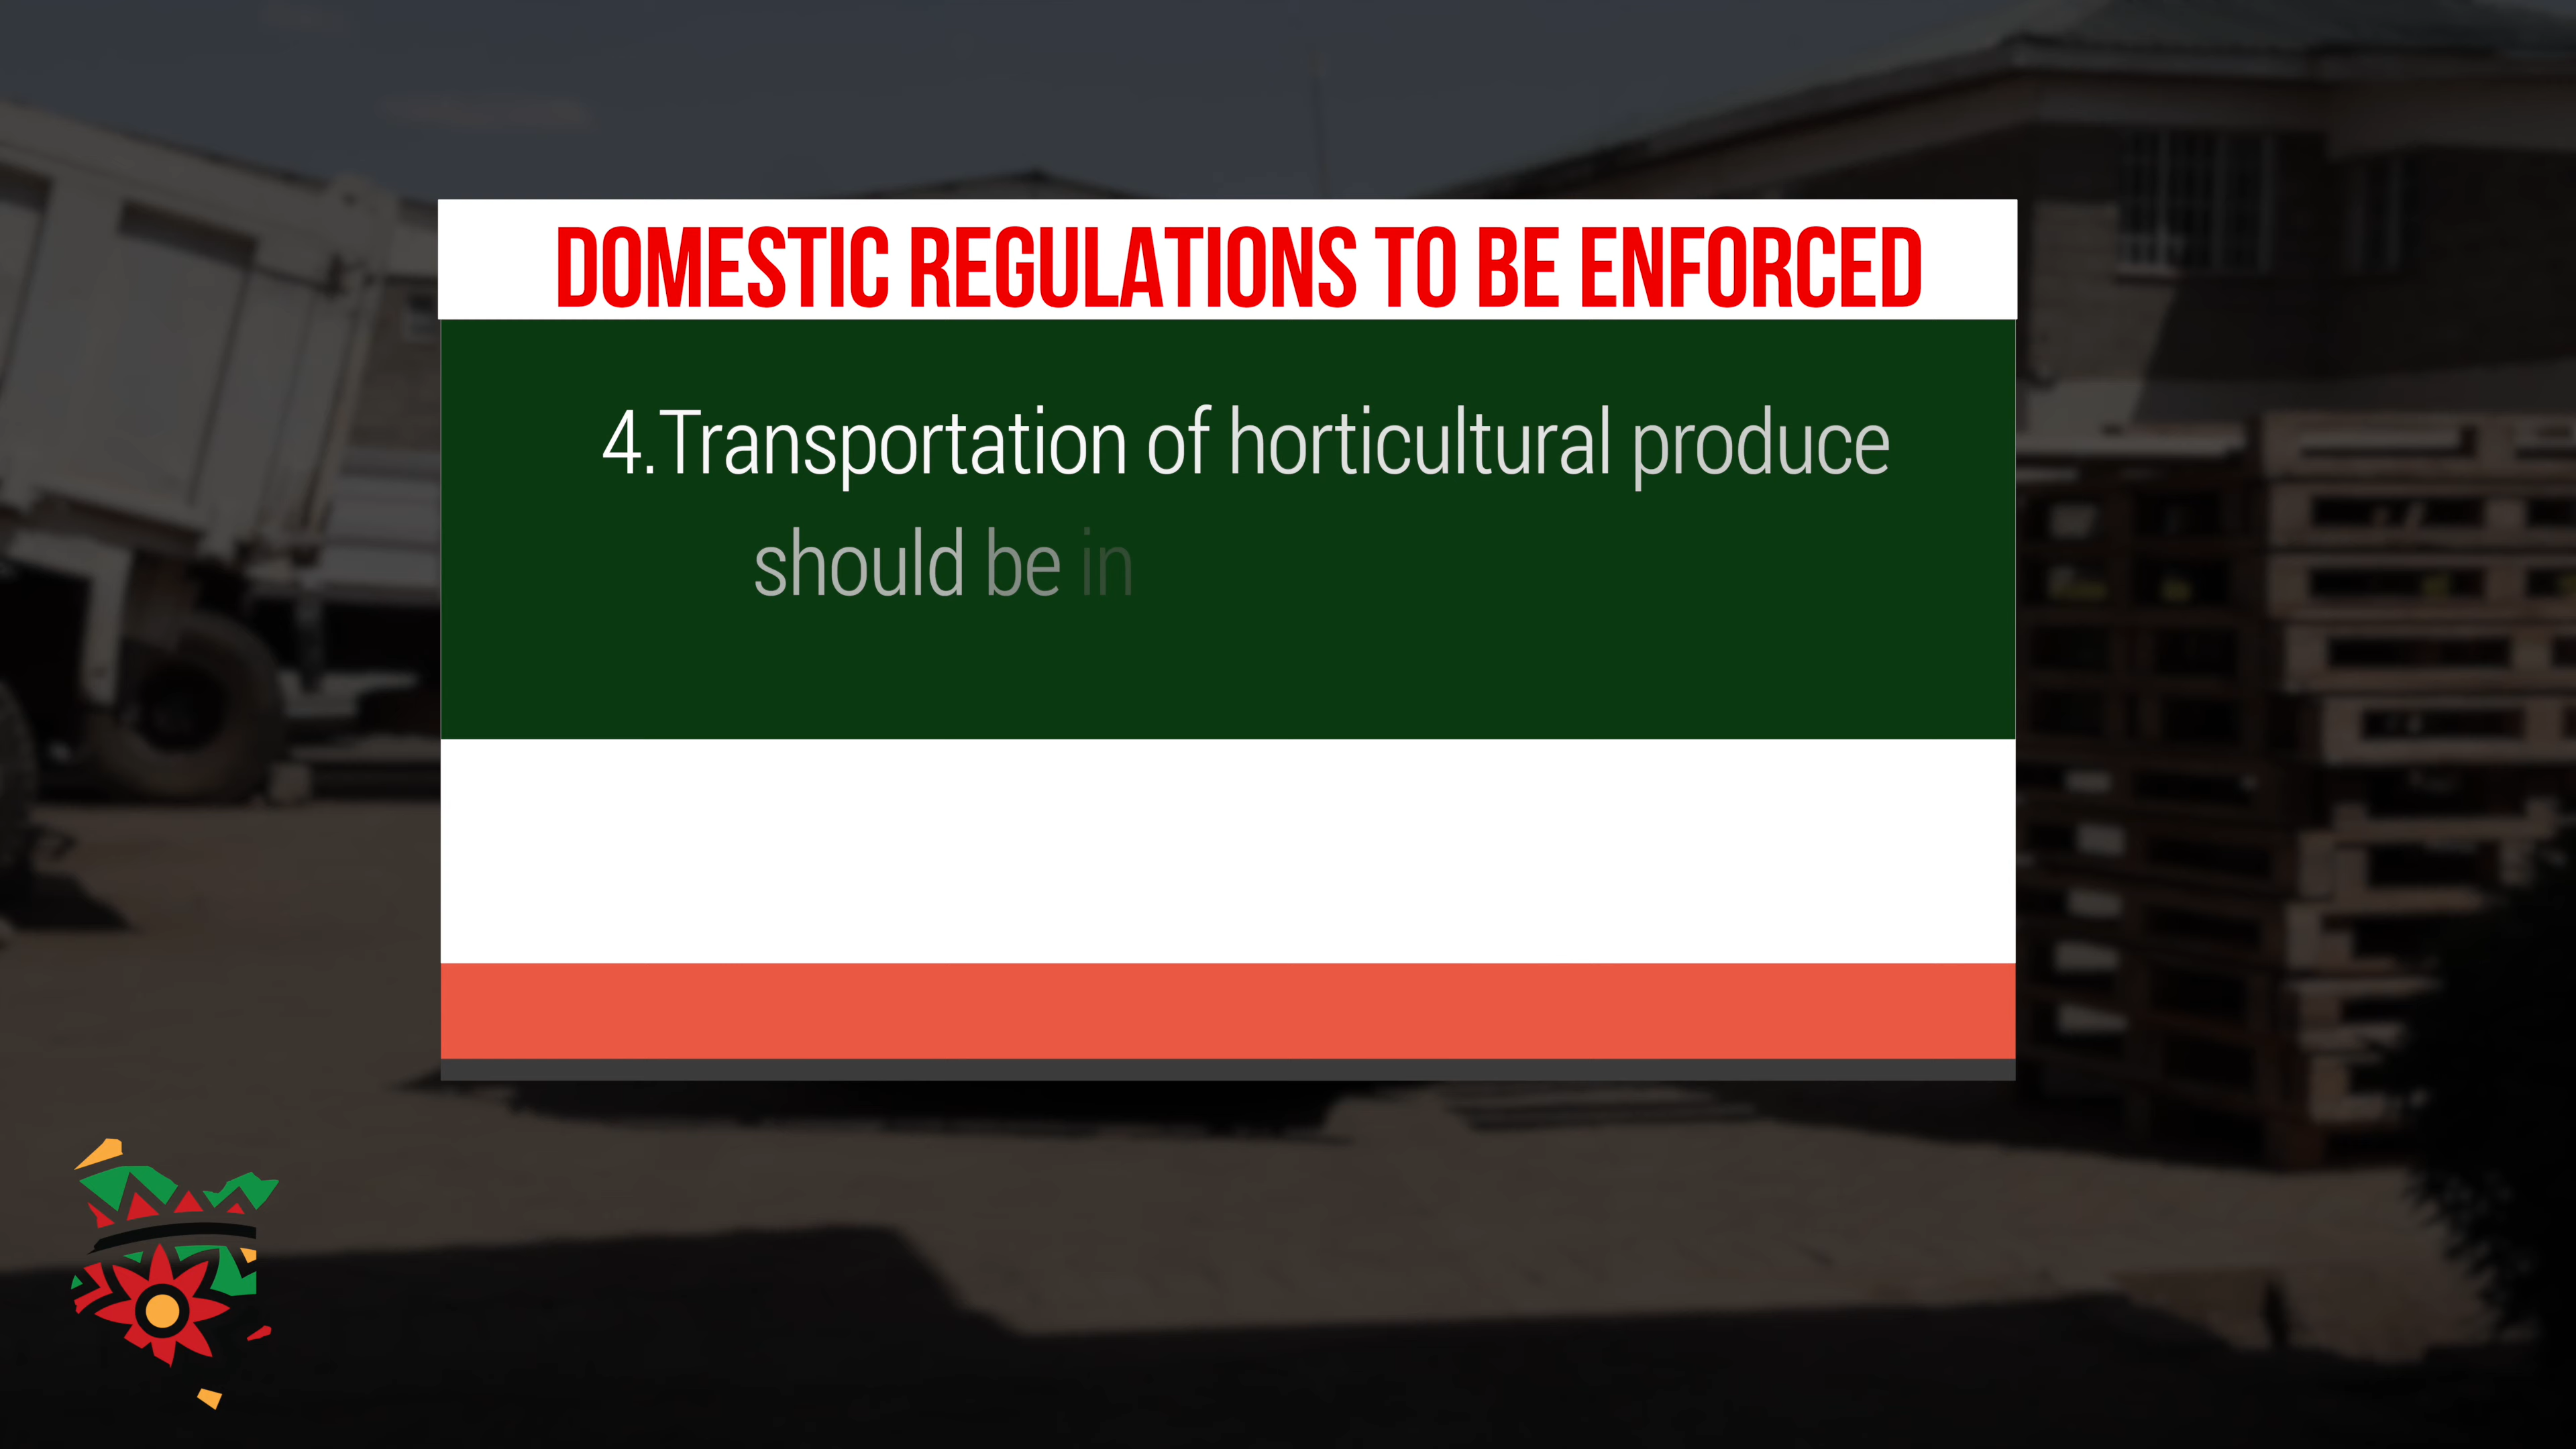 DOMESTIC REGULATIONS TO BE ENFORCED
4.Transportation of horticultural produce
should be in